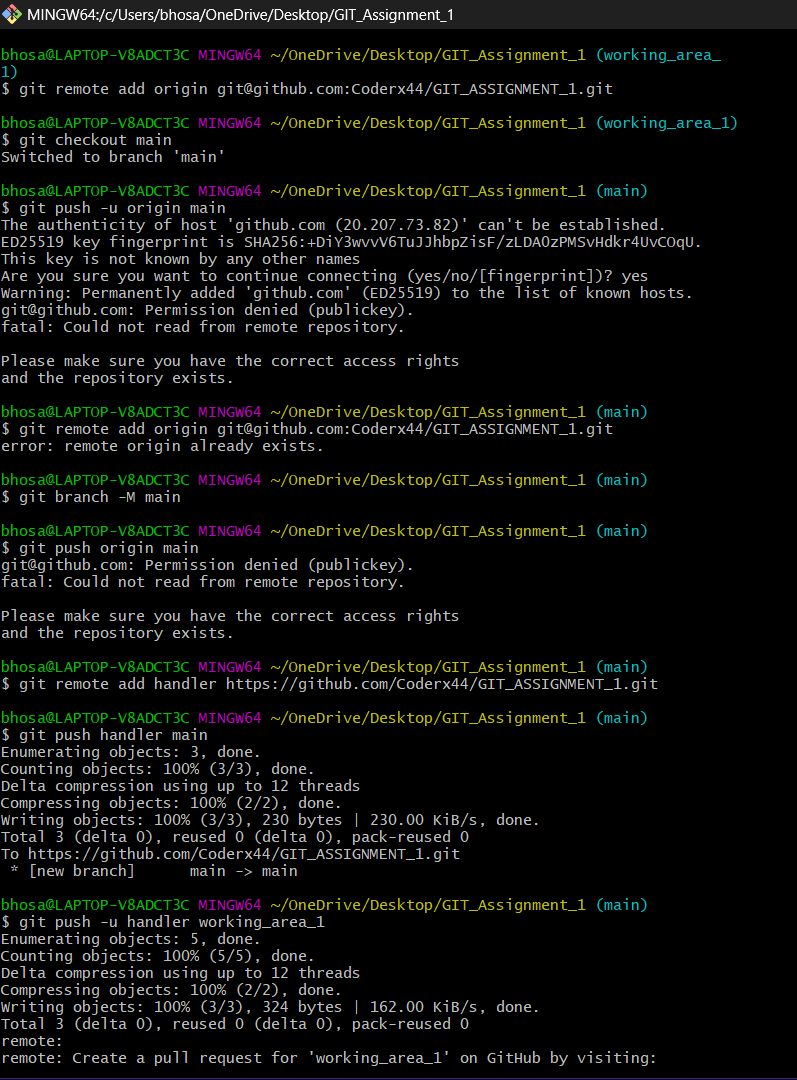 MINGW64:/c/Users/bhosa/OneDrive/Desktop/GIT_Assignment_1
bhosa@LAPTOP-V8ADCT3C MINGW64 ~/OneDrive/Desktop/GIT_Assignment_1 (working_area_
1)
$ git remote add origin git@github.com:Coderx44/GIT_ASSIGNMENT_1.git
bhosa@LAPTOP-V8ADCT3C MINGW64 ~/OneDrive/Desktop/GIT_Assignment_1 (working_area_1)
$ git checkout main
Switched to branch 'main'
bhosa@LAPTOP-V8ADCT3C MINGW64 ~/OneDrive/Desktop/GIT_Assignment_1 (main)
$ git push -u origin main
The authenticity of host 'github.com (20.207.73.82)' can't be established.
ED25519 key fingerprint is SHA256:+DiY3wvvV6TuJJhbpZisF/zLDA0zPMSvHdkr4UvCOqU.
This key is not known by any other names
Are you sure you want to continue connecting (yes/no/[fingerprint])? yes
Warning: Permanently added 'github.com' (ED25519) to the list of known hosts.
git@github.com: Permission denied (publickey).
fatal: Could not read from remote repository.
Please make sure you have the correct access rights
and the repository exists.
bhosa@LAPTOP-V8ADCT3C MINGW64 ~/OneDrive/Desktop/GIT_Assignment_1 (main)
$ git remote add origin git@github.com:Coderx44/GIT_ASSIGNMENT_1.git
error: remote origin already exists.
bhosa@LAPTOP-V8ADCT3C MINGW64 ~/OneDrive/Desktop/GIT_Assignment_1 (main)
$ git branch -M main
bhosa@LAPTOP-V8ADCT3C MINGW64 ~/OneDrive/Desktop/GIT_Assignment_1 (main)
$ git push origin main
git@github.com: Permission denied (publickey).
fatal: Could not read from remote repository.
Please make sure you have the correct access rights
and the repository exists.
bhosa@LAPTOP-V8ADCT3C MINGW64 ~/OneDrive/Desktop/GIT_Assignment_1 (main)
$ git remote add handler https://github.com/Coderx44/GIT_ASSIGNMENT_1.git
bhosa@LAPTOP-V8ADCT3C MINGW64 ~/OneDrive/Desktop/GIT_Assignment_1 (main)
$ git push handler main
Enumerating objects: 3, done.
Counting objects: 100% (3/3), done.
Delta compression using up to 12 threads
Compressing objects: 100% (2/2), done.
Writing objects: 100% (3/3), 230 bytes | 230.00 KiB/s, done.
Total 3 (delta 0), reused 0 (delta 0), pack-reused 0
To https://github.com/Coderx44/GIT_ASSIGNMENT_1.git
* [new branch]      main -> main
bhosa@LAPTOP-V8ADCT3C MINGW64 ~/OneDrive/Desktop/GIT_Assignment_1 (main)
$ git push -u handler working_area_1
Enumerating objects: 5, done.
Counting objects: 100% (5/5), done.
Delta compression using up to 12 threads
Compressing objects: 100% (2/2), done.
Writing objects: 100% (3/3), 324 bytes | 162.00 KiB/s, done.
Total 3 (delta 0), reused 0 (delta 0), pack-reused 0
remote:
remote: Create a pull request for 'working_area_1' on GitHub by visiting: